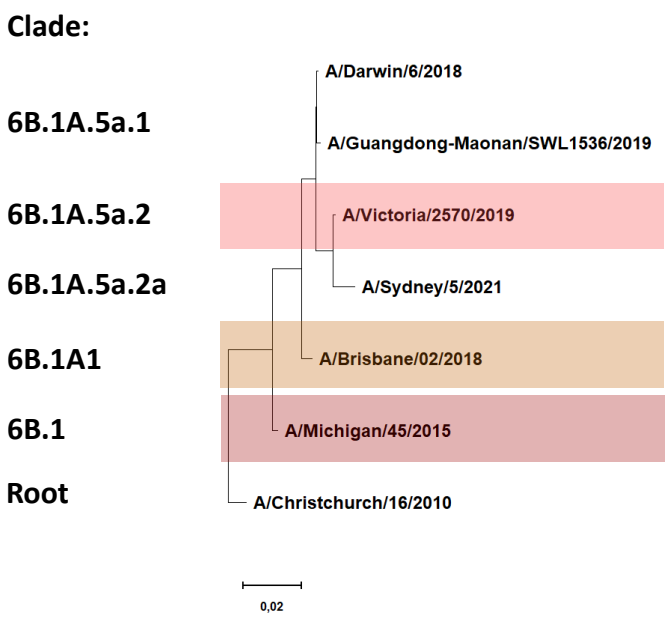 Clade:
A/Darwin/6/2018
6B.1A.5a.1
A/Guangdong-Maonan/SWL1536/2019
6B.1A.5a.2 A/Victoria/2570/2019
6B.1A.5a.2a A/Sydney/5/2021
6B.1A1 A/Brisbane/02/2018
6B.1 A/Michigan/45/2015
Root A/Christchurch/16/2010
0,02